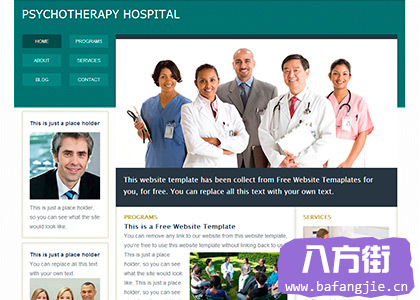 PSYCHOTHERAPY HOSPITAL
HOME
PROGRAMS
ABOUT
SERVICES
BLOG
CONTACT
This is just a place holder
This is just a place holder,
so you can see what the site
would look like.
This is just a place holder
You can replace all this text
with your own text.
This website template has been collect from Free Website Temaplates for
you, for free. You can replace all this text with your own text.
PROGRAMS
This is a Free Website Template
You can remove any link to our website from this website template,
you're free to use this website template without linking back to us.
This is just a place
holder, so you can see
what the site would look
like. This is just a place
holder, so you can see
SERVICES
八方街
www.bafangjie.cn